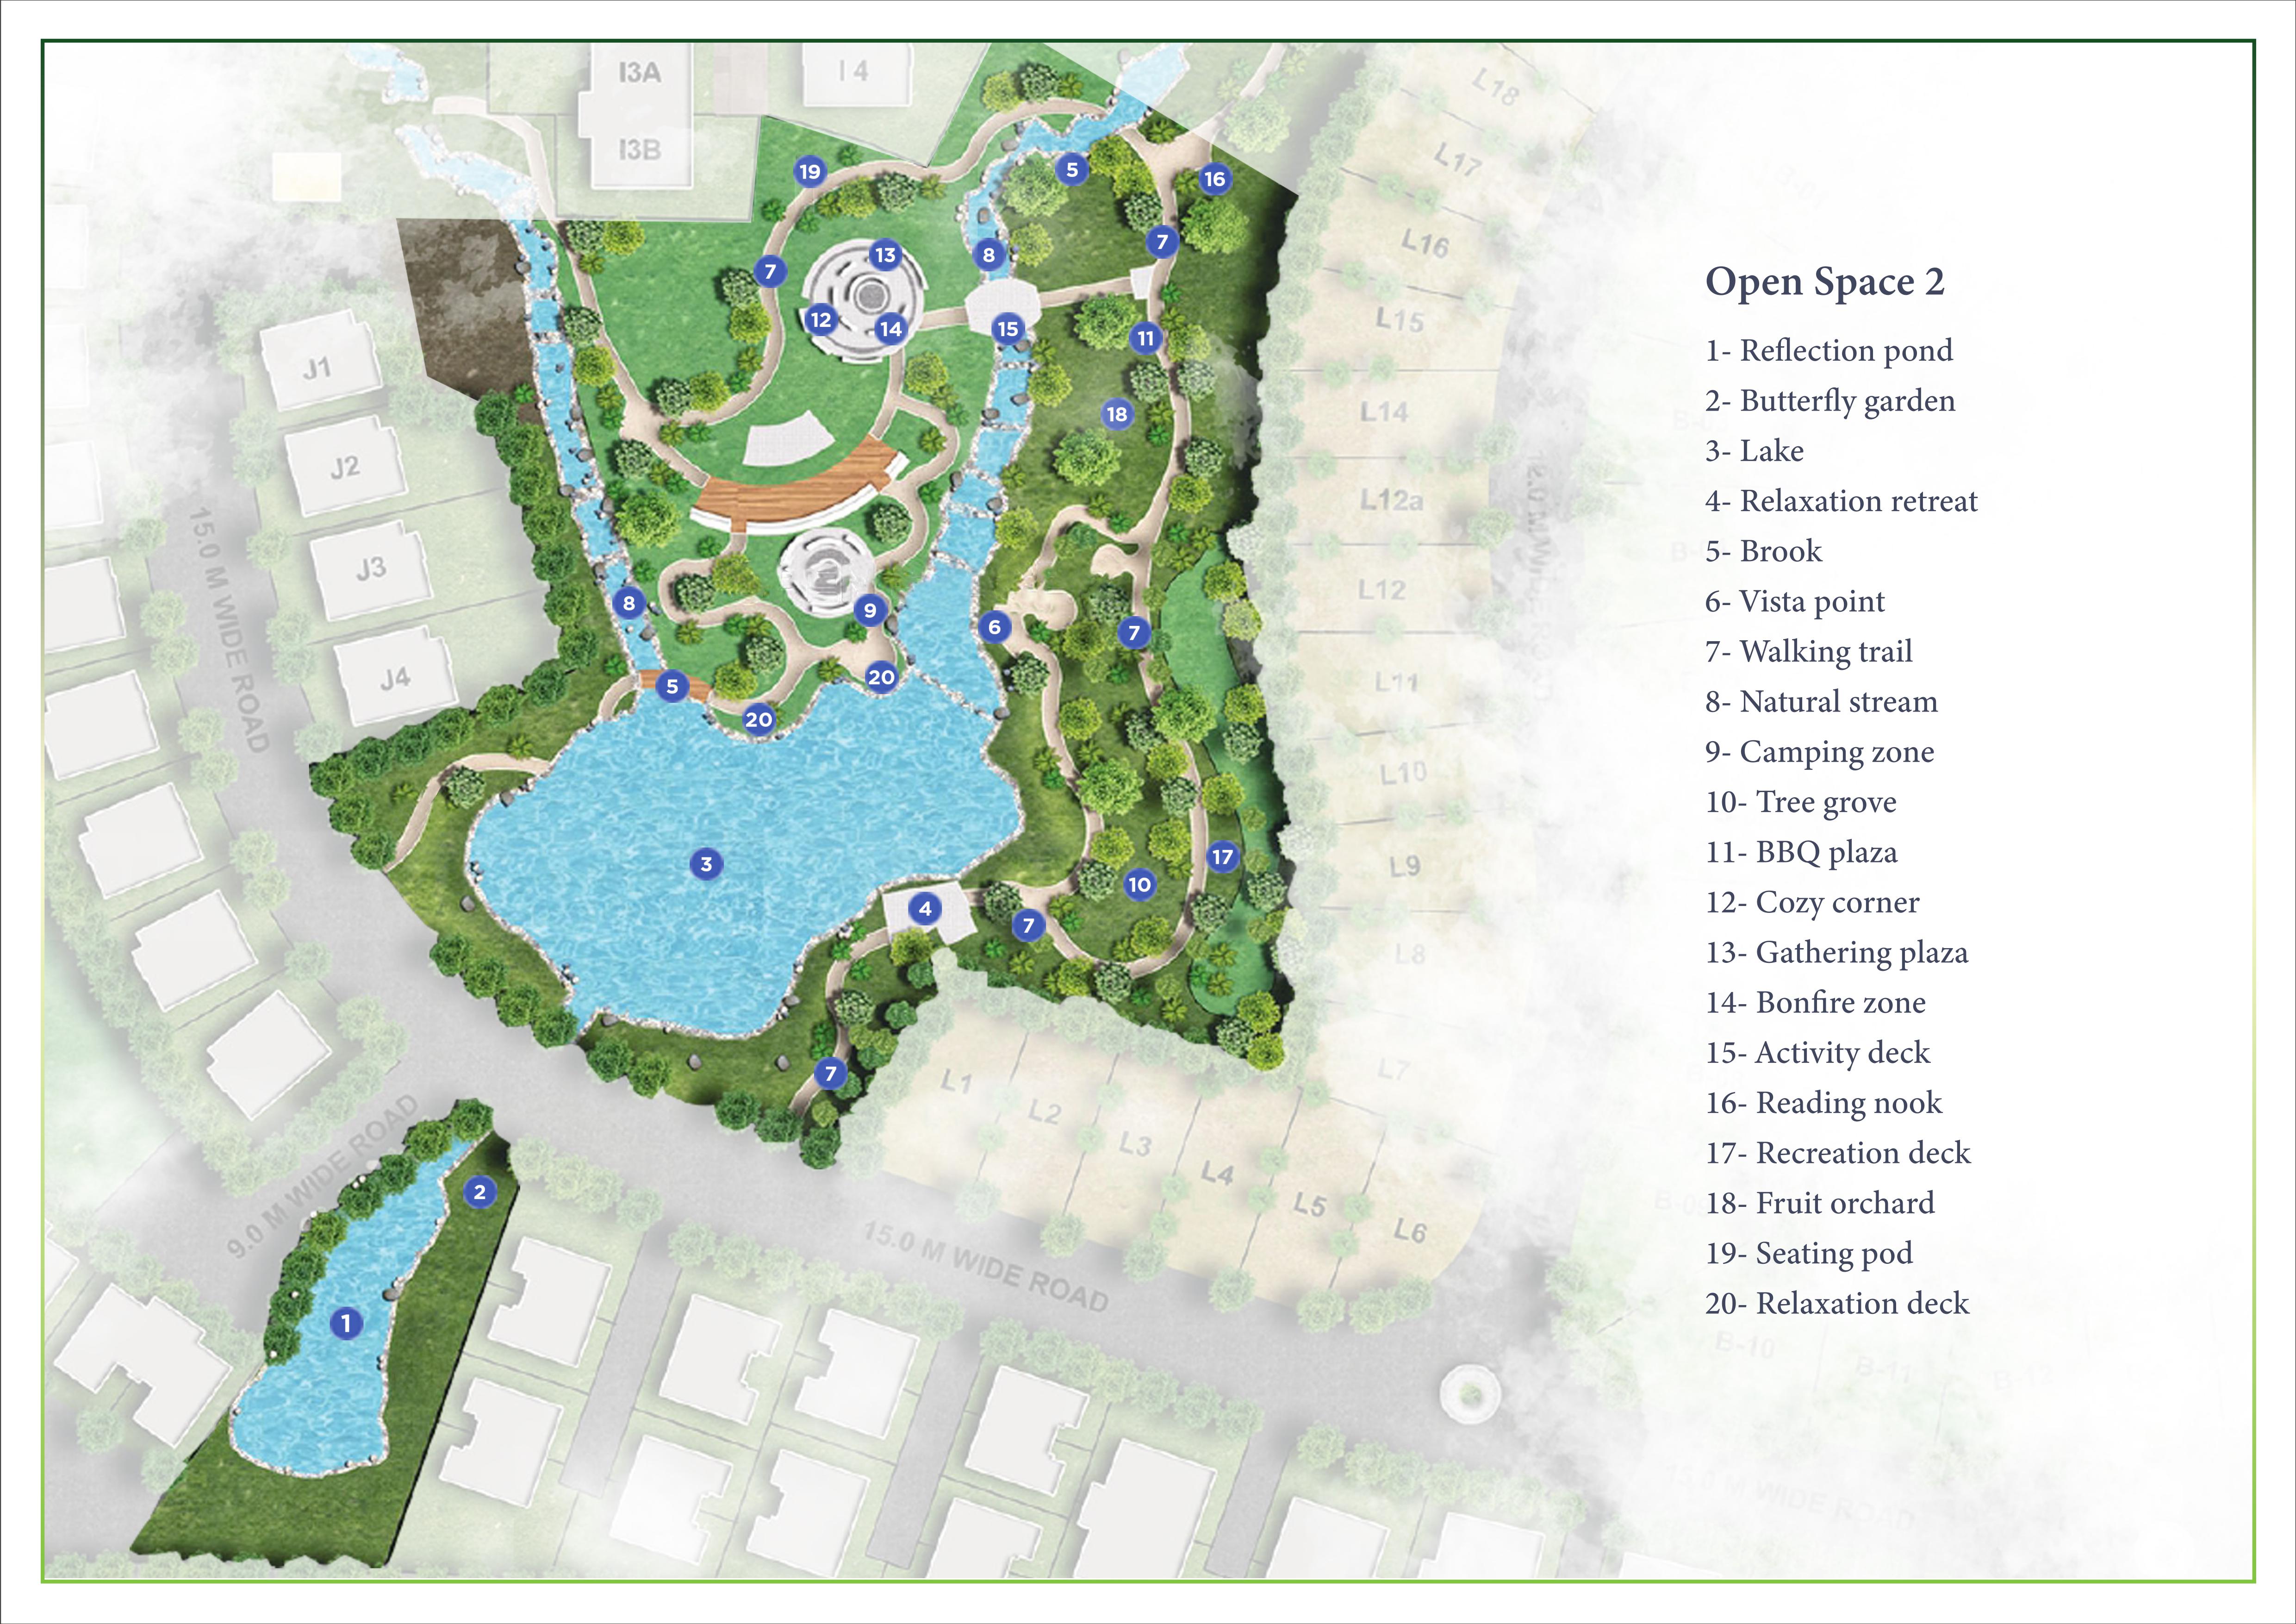 I3A
I 4
I3B
L18
L17
L16
L15
L14
L12a
L12
L11
L10
L9
L8
L7
J1
J2
J3
J4
15.0 M WIDE ROAD
9.0 M WIDE ROAD
L1
L2
L3
L4
L5
L6
15.0 M WIDE ROAD
B-10
B-11
15.0 M WIDE ROAD
19
5
16
13
8
7
7
12
14
15
11
18
8
9
6
7
20
5
20
3
17
10
4
7
7
2
1
Open Space 2
1- Reflection pond
2- Butterfly garden
3- Lake
4- Relaxation retreat
5- Brook
6- Vista point
7- Walking trail
8- Natural stream
9- Camping zone
10- Tree grove
11- BBQ plaza
12- Cozy corner
13- Gathering plaza
14- Bonfire zone
15- Activity deck
16- Reading nook
17- Recreation deck
18- Fruit orchard
19- Seating pod
20- Relaxation deck